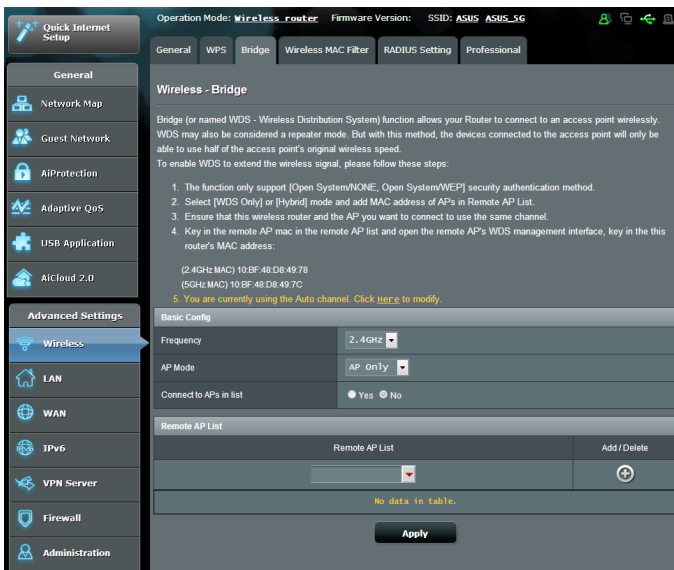 Quick Internet
Setup
Operation Mode: Wireless router Firmware Version: SSID: ASUS ASUS_5G
General WPS Bridge Wireless MAC Filter RADIUS Setting Professional
General
Network Map
Guest Network
AiProtection
Adaptive QoS
USB Application
AiCloud 2.0
Advanced Settings
Wireless
LAN
WAN
IPv6
VPN Server
Firewall
Administration
Wireless - Bridge
Bridge (or named WDS - Wireless Distribution System) function allows your Router to connect to an access point wirelessly.
WDS may also be considered a repeater mode. But with this method, the devices connected to the access point will only be
able to use half of the access point's original wireless speed.
To enable WDS to extend the wireless signal, please follow these steps:
1. The function only support [Open System/NONE, Open System/WEP] security authentication method.
2. Select [WDS Only] or [Hybrid] mode and add MAC address of APs in Remote AP List.
3. Ensure that this wireless router and the AP you want to connect to use the same channel.
4. Key in the remote AP mac in the remote AP list and open the remote AP's WDS management interface, key in the this
router's MAC address:
(2.4GHz MAC) 10:BF:48:D8:49:78
(5GHz MAC) 10:BF:48:D8:49:7C
5. You are currently using the Auto channel. Click Here to modify.
Basic Config
Frequency 2.4GHz
AP Mode AP Only
Connect to APs in list Yes No
Remote AP List
Remote AP List Add / Delete
No data in table.
Apply